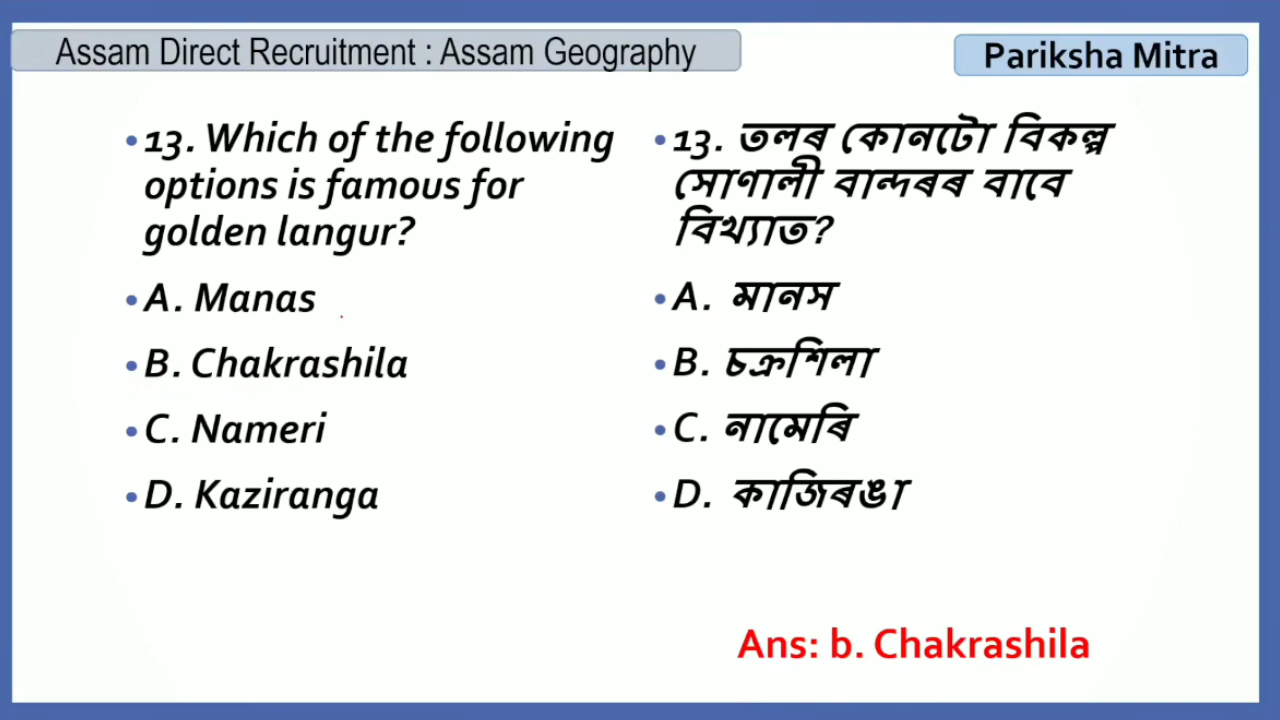 Assam Direct Recruitment : Assam Geography
Pariksha Mitra
• 13. Which of the following
options is famous for
golden langur?
• A. Manas
• B. Chakrashila
• C. Nameri
• D. Kaziranga
• 13. তলৰ কোনটো বিকল্প
সোণালী বান্দৰৰ বাবে
বিখ্যাত?
• A. মানস
• B. চক্ৰশিলা
• C. নামেৰি
• D. কাজিৰঙা
Ans: b. Chakrashila